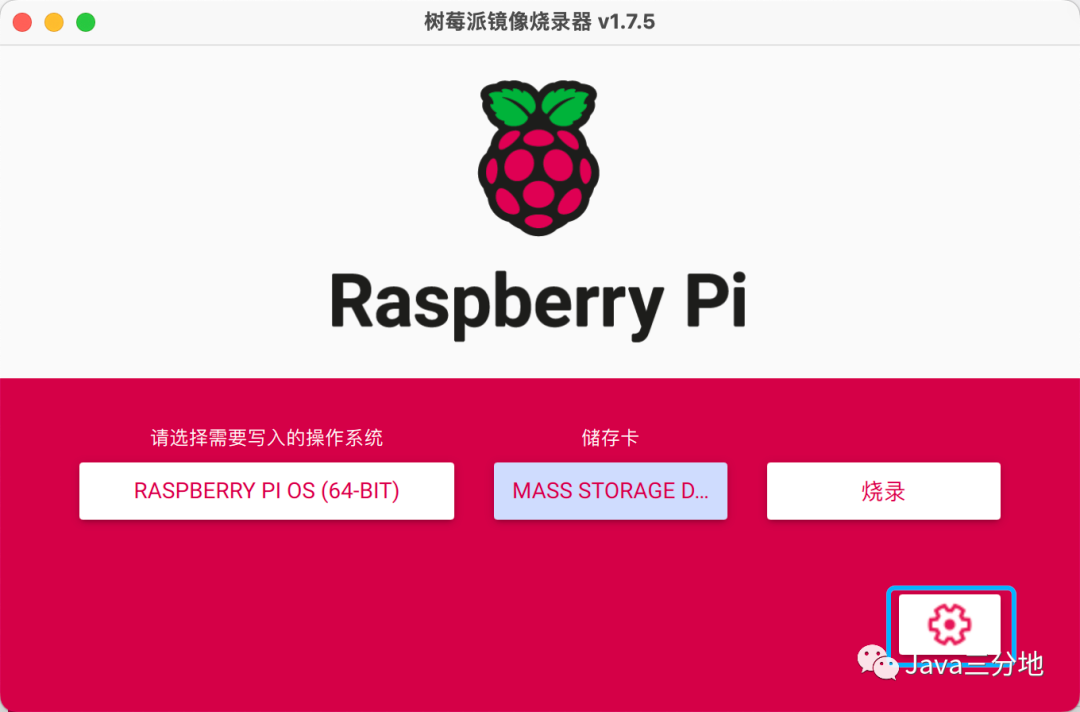 树莓派镜像烧录器 v1.7.5
Raspberry Pi
请选择需要写入的操作系统
储存卡
RASPBERRY PI OS (64-BIT)
MASS STORAGE D...
烧录
Java三分地